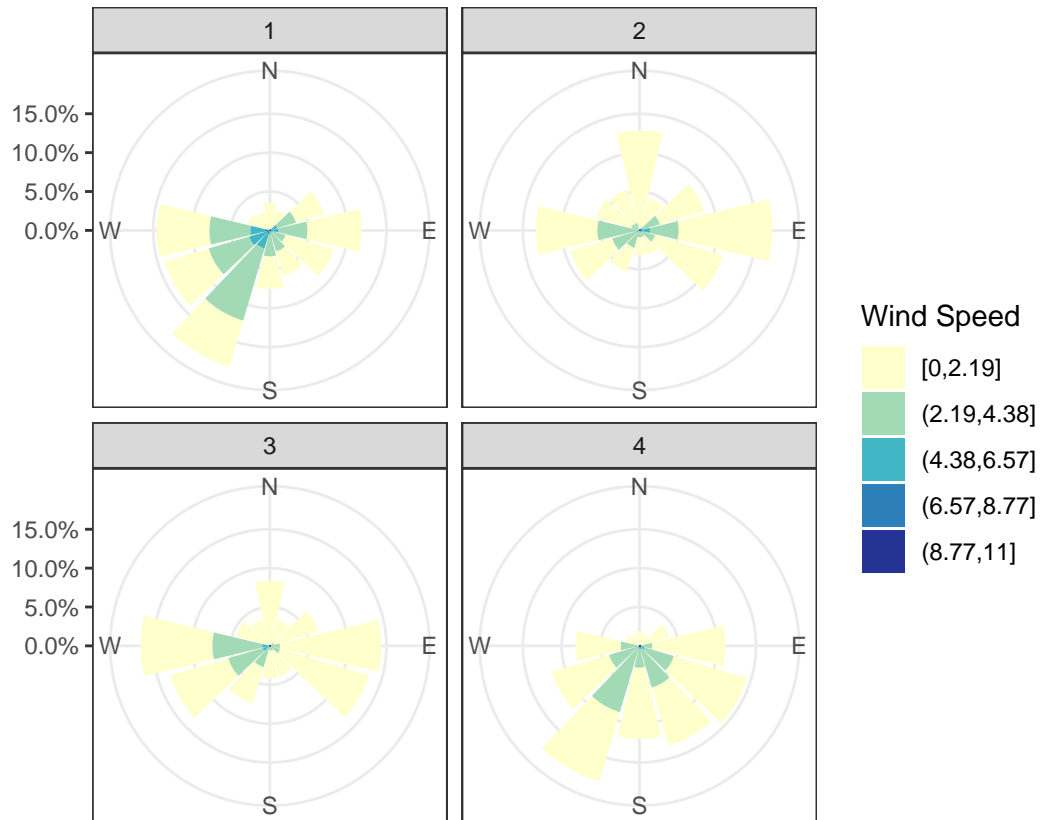 1
2
N
15.0%
10.0%
5.0%
0.0%
W
E
S
N
W
E
S
3
4
N
15.0%
10.0%
5.0%
0.0%
W
E
S
N
W
E
S
Wind Speed
[0,2.19]
(2.19,4.38]
(4.38,6.57]
(6.57,8.77]
(8.77,11]